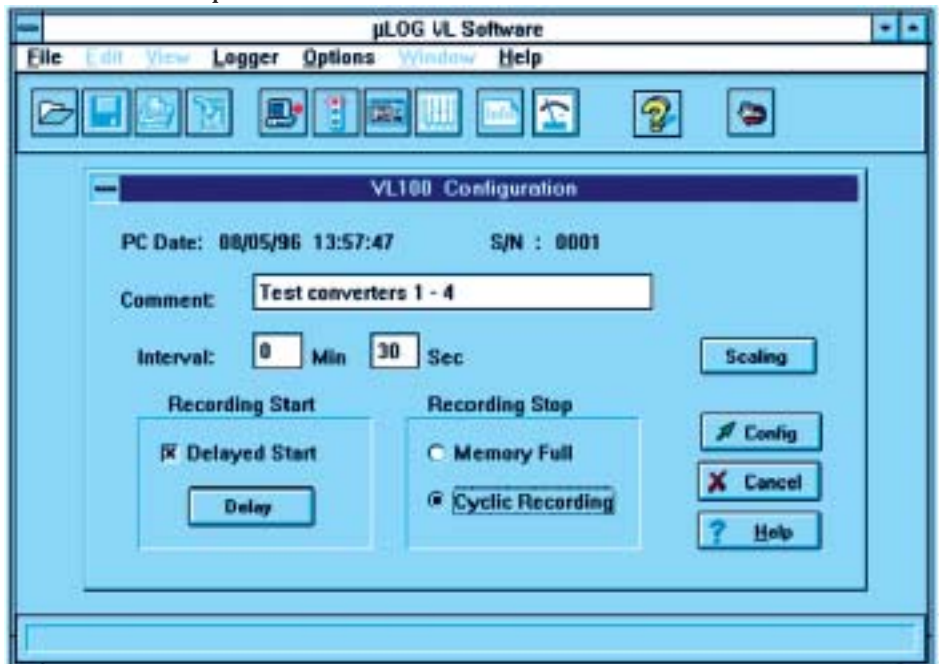 µLOG VL Software
File Edit View Logger Options Window Help
VL100 Configuration
PC Date: 08/05/96 13:57:47 S/N : 0001
Comment: Test converters 1 - 4
Interval: 0 Min 30 Sec
Scaling
Recording Start
Delayed Start
Delay
Recording Stop
Memory Full
Cyclic Recording
Config
Cancel
? Help